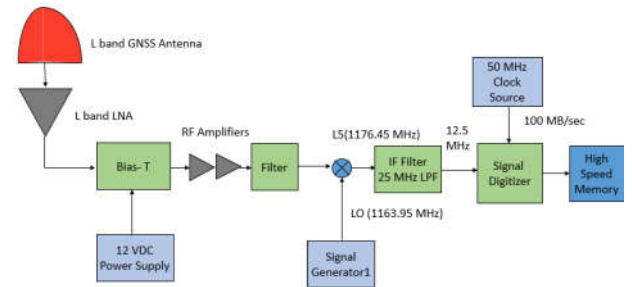 L band GNSS Antenna
L band LNA
RF Amplifiers
Bias- T
Filter
12 VDC
Power Supply
L5(1176.45 MHz)
LO (1163.95 MHz)
Signal
Generator1
IF Filter
25 MHz LPF
12.5
MHz
50 MHz
Clock
Source
100 MB/sec
Signal
Digitizer
High
Speed
Memory